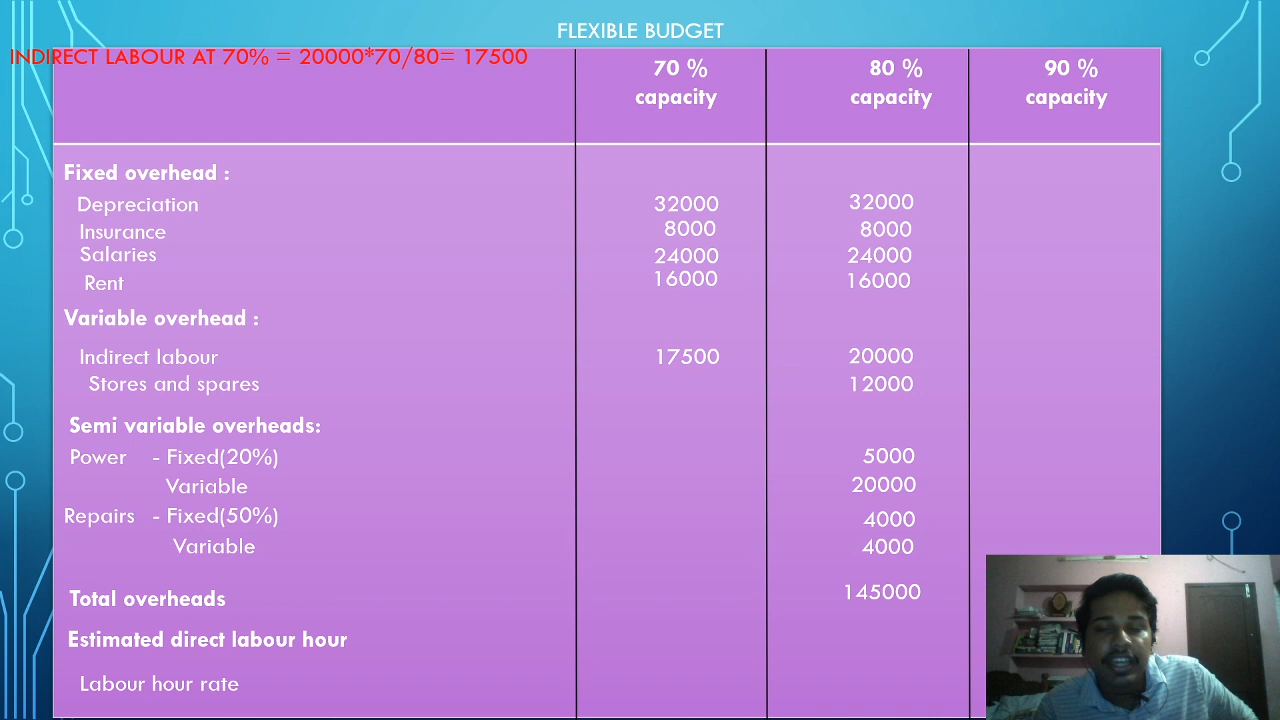 FLEXIBLE BUDGET
INDIRECT LABOUR AT 70% = 20000*70/80= 17500
70 % capacity 80 % capacity 90 % capacity
Fixed overhead :
Depreciation 32000 32000
Insurance 8000 8000
Salaries 24000 24000
Rent 16000 16000
Variable overhead :
Indirect labour 17500 20000
Stores and spares 12000
Semi variable overheads:
Power - Fixed(20%) 5000
Variable 20000
Repairs - Fixed(50%) 4000
Variable 4000
Total overheads 145000
Estimated direct labour hour
Labour hour rate